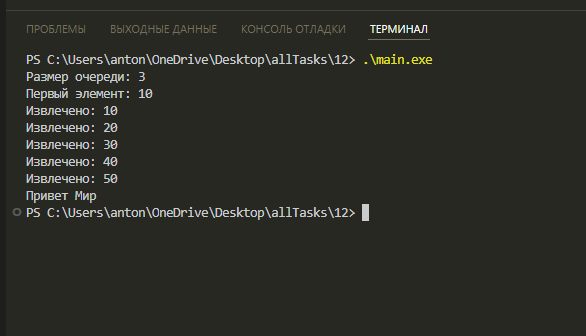 ПРОБЛЕМЫ ВЫХОДНЫЕ ДАННЫЕ КОНСОЛЬ ОТЛАДКИ ТЕРМИНАЛ
PS C:\Users\anton\OneDrive\Desktop\allTasks\12> .\main.exe
Размер очереди: 3
Первый элемент: 10
Извлечено: 10
Извлечено: 20
Извлечено: 30
Извлечено: 40
Извлечено: 50
Привет Мир
PS C:\Users\anton\OneDrive\Desktop\allTasks\12>